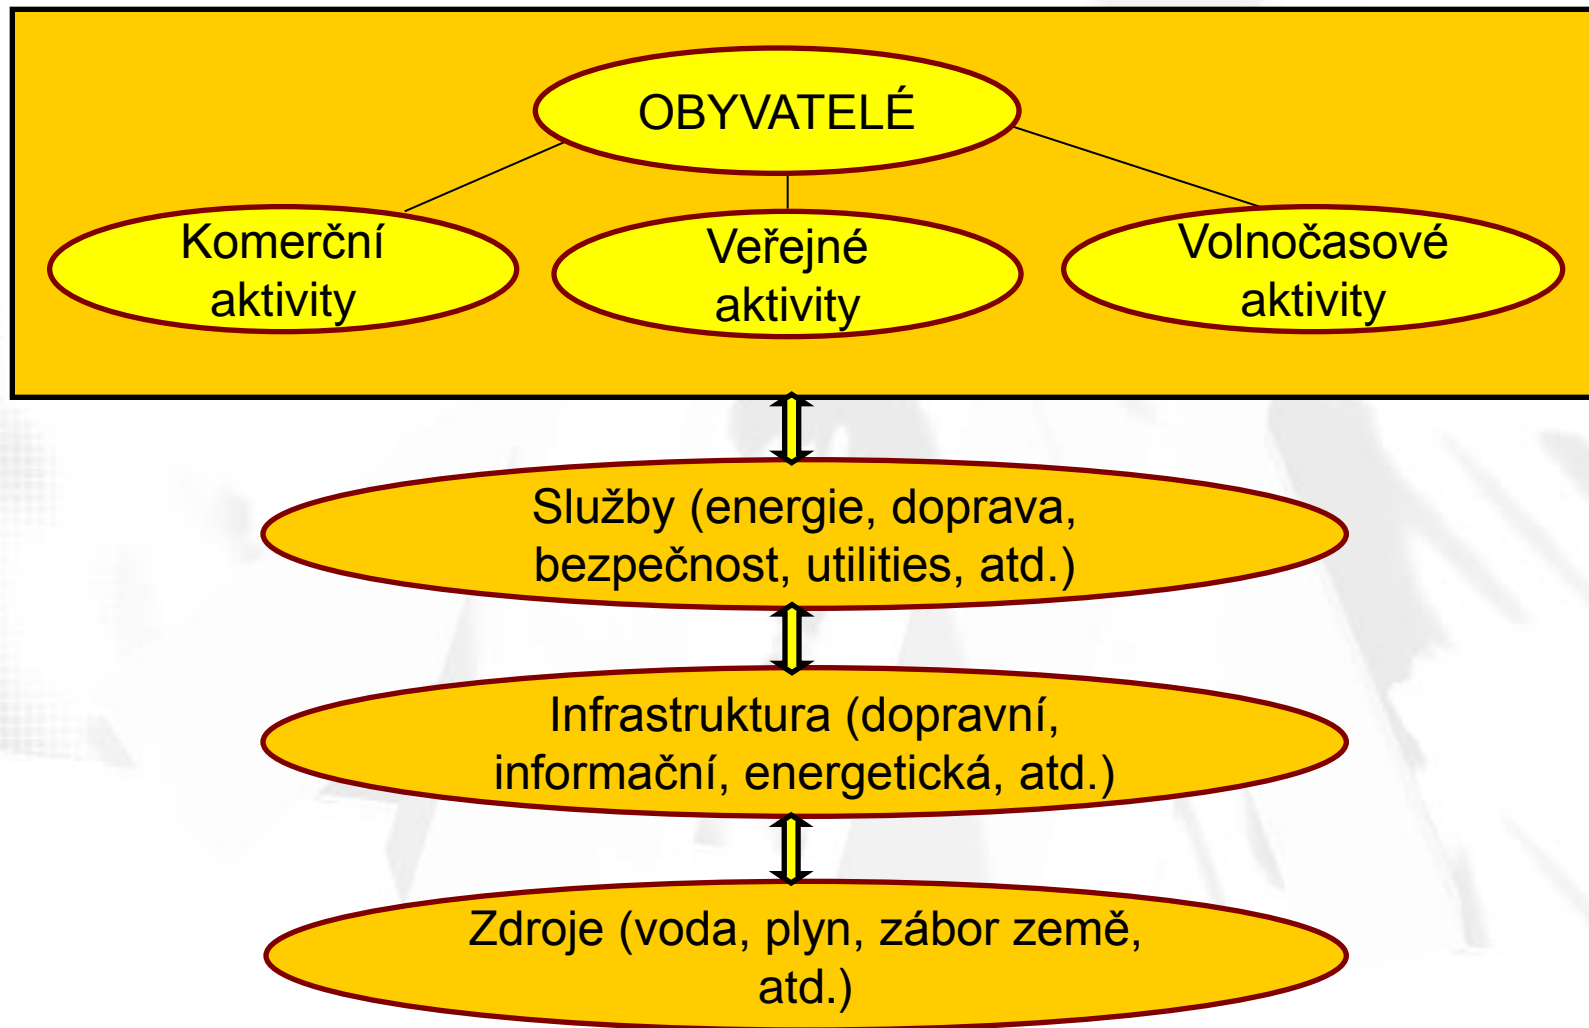 OBYVATELÉ
Komerční
aktivity
Veřejné
aktivity
Volnočasové
aktivity
Služby (energie, doprava,
bezpečnost, utilities, atd.)
Infrastruktura (dopravní,
informační, energetická, atd.)
Zdroje (voda, plyn, zábor země,
atd.)